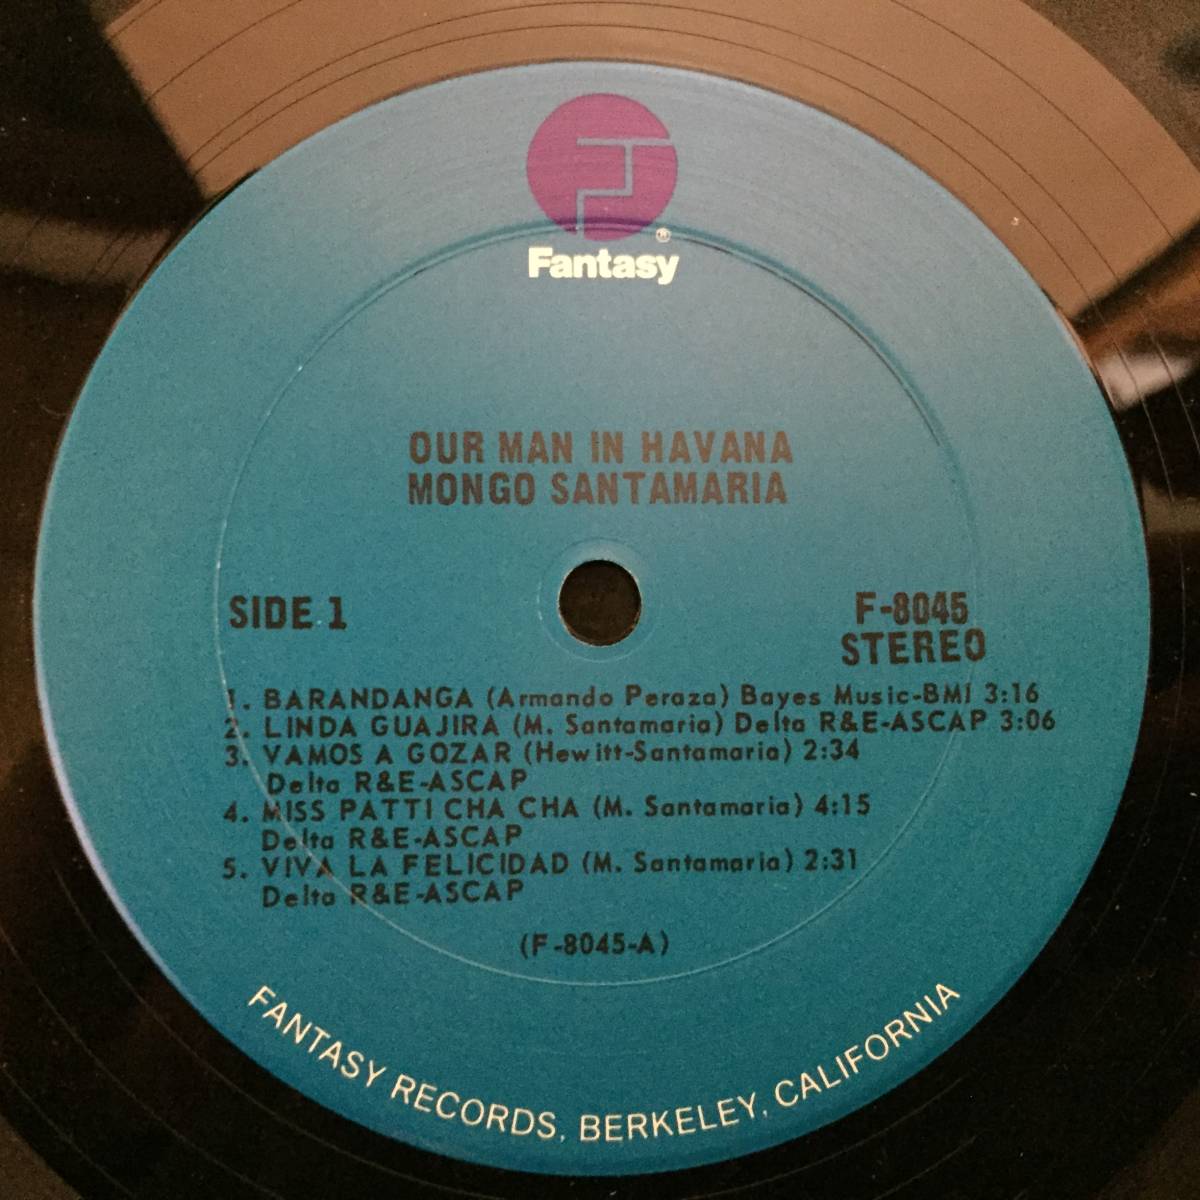 ®
Fantasy
OUR MAN IN HAVANA
MONGO SANTAMARIA
SIDE 1
F-8045
STEREO
1. BARANDANGA (Armando Peraza) Bayes Music-BMI 3:16
2. LINDA GUAJIRA (M. Santamaria) Delta R&E-ASCAP 3:06
3. VAMOS A GOZAR (Hewitt-Santamaria) 2:34
Delta R&E-ASCAP
4. MISS PATTI CHA CHA (M. Santamaria) 4:15
Delta R&E-ASCAP
5. VIVA LA FELICIDAD (M. Santamaria) 2:31
Delta R&E-ASCAP
(F-8045-A)
FANTASY RECORDS, BERKELEY, CALIFORNIA